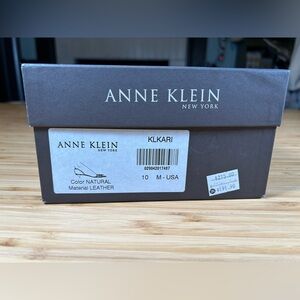 ANNE KLEIN
NEW YORK
ANNE KLEIN
NEW YORK
KLKARI
Color NATURAL
Material LEATHER
10 M - USA